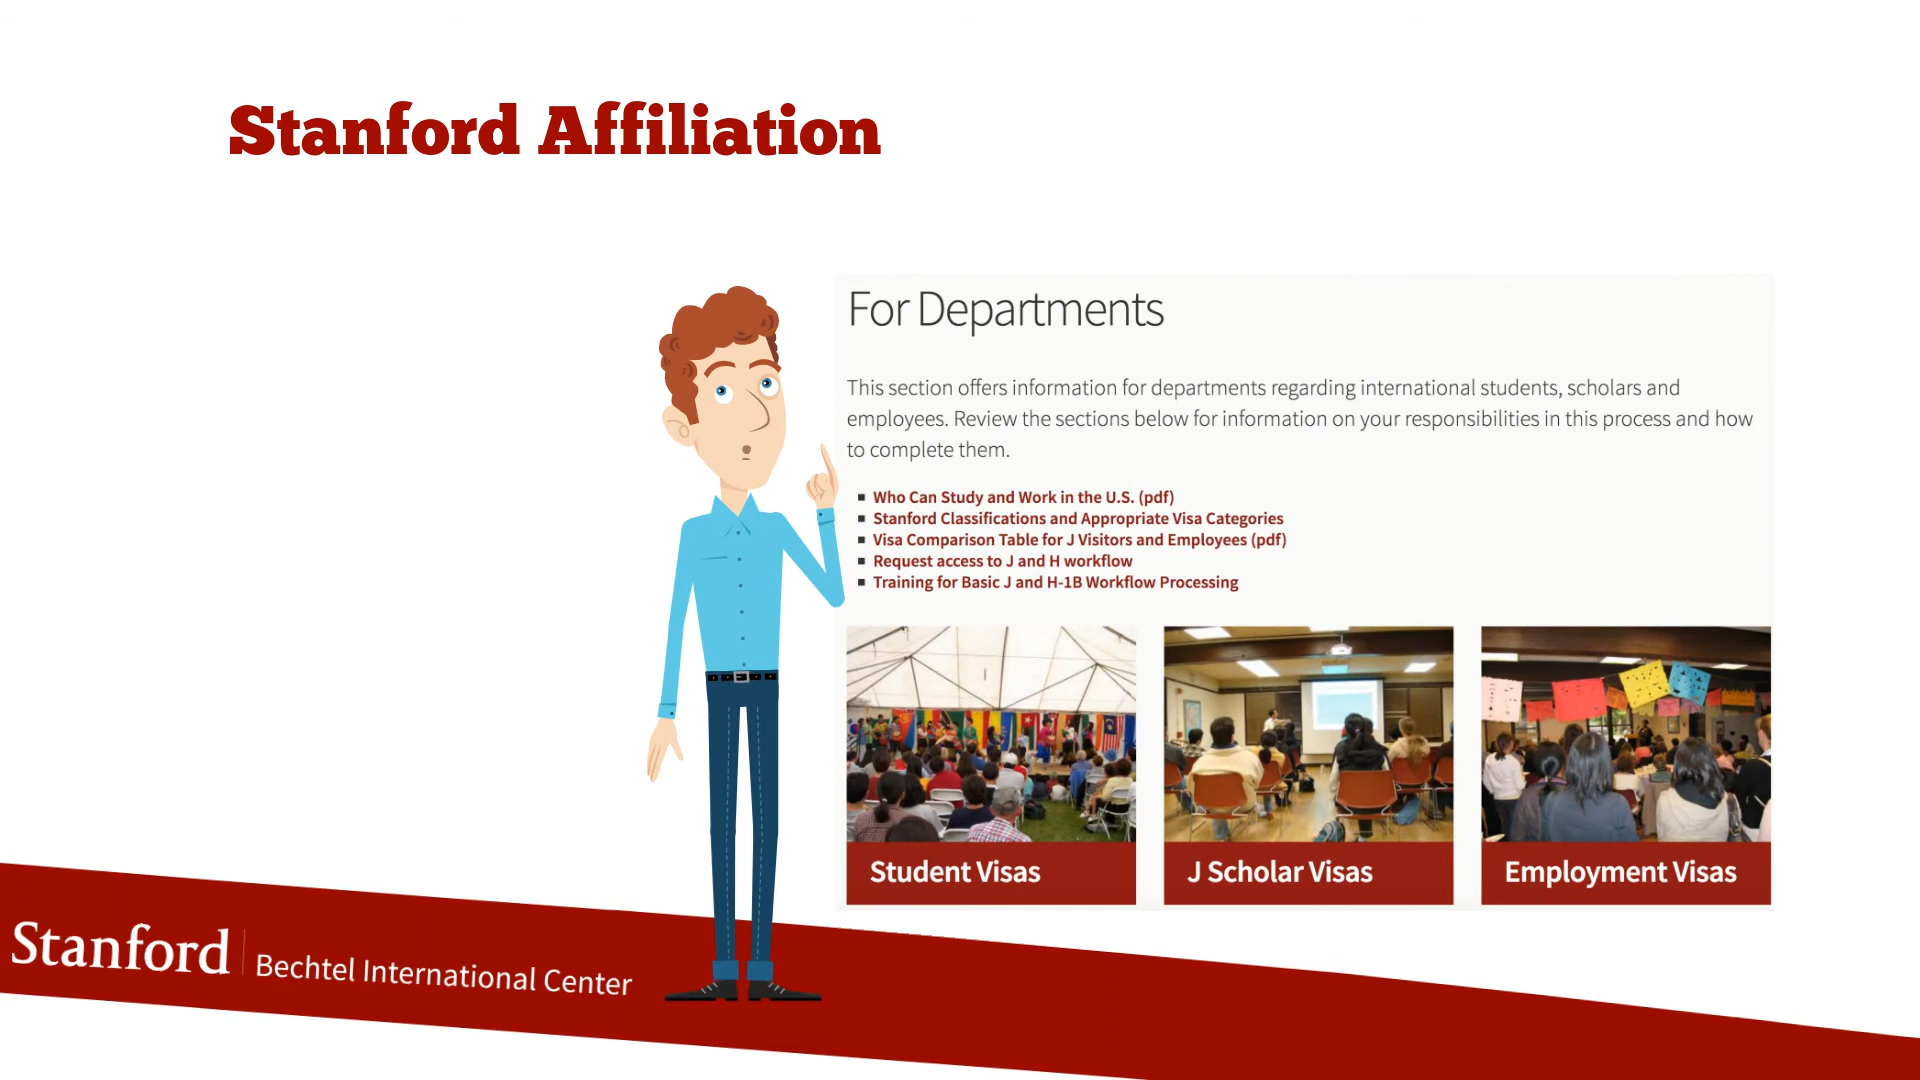 Stanford Affiliation
For Departments
This section offers information for departments regarding international students, scholars and
employees. Review the sections below for information on your responsibilities in this process and how
to complete them.
Who Can Study and Work in the U.S. (pdf)
Stanford Classifications and Appropriate Visa Categories
Visa Comparison Table for J Visitors and Employees (pdf)
Request access to J and H workflow
Training for Basic J and H-1B Workflow Processing
Student Visas
J Scholar Visas
Employment Visas
Stanford | Bechtel International Center